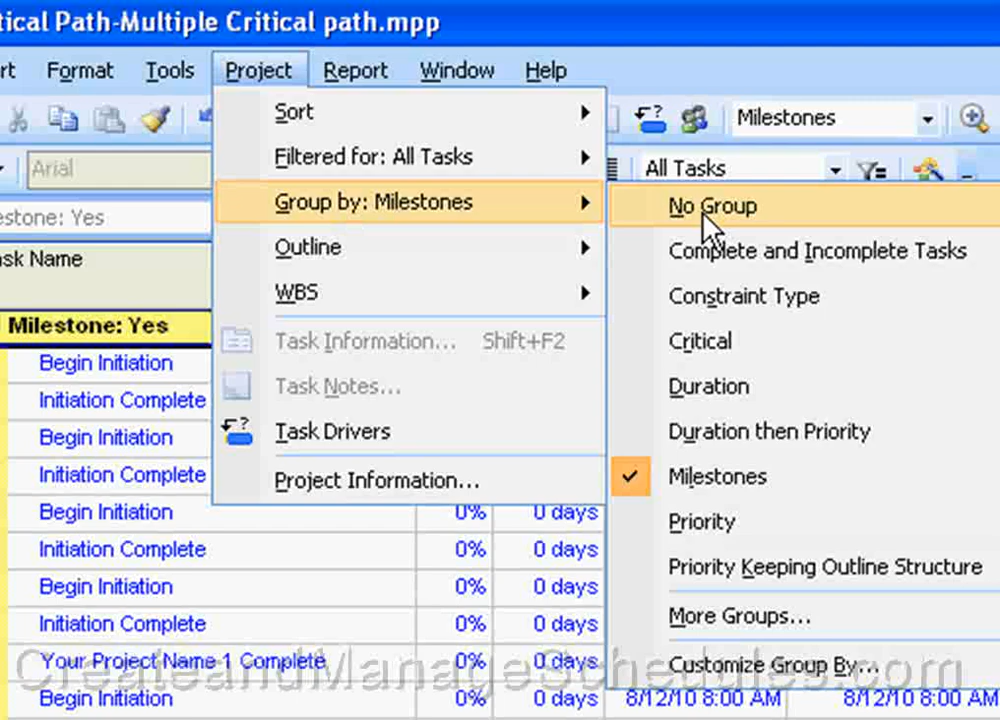 tical Path-Multiple Critical path.mpp
rt Format Tools Project Report Window Help
Milestones
Arial
All Tasks
estone: Yes
ask Name
Sort
Filtered for: All Tasks
Group by: Milestones
Outline
WBS
Task Information... Shift+F2
Task Notes...
Task Drivers
Project Information...
No Group
Complete and Incomplete Tasks
Constraint Type
Critical
Duration
Duration then Priority
Milestones
Priority
Priority Keeping Outline Structure
More Groups...
Customize Group By...
Milestone: Yes
Begin Initiation
Initiation Complete
Begin Initiation
Initiation Complete
Begin Initiation 0% 0 days
Initiation Complete 0% 0 days
Begin Initiation 0% 0 days
Initiation Complete 0% 0 days
Your Project Name 1 Complete 0% 0 days
Begin Initiation 0% 0 days 8/12/10 8:00 AM 8/12/10 8:00 AM
CreateandManageSchedules.com